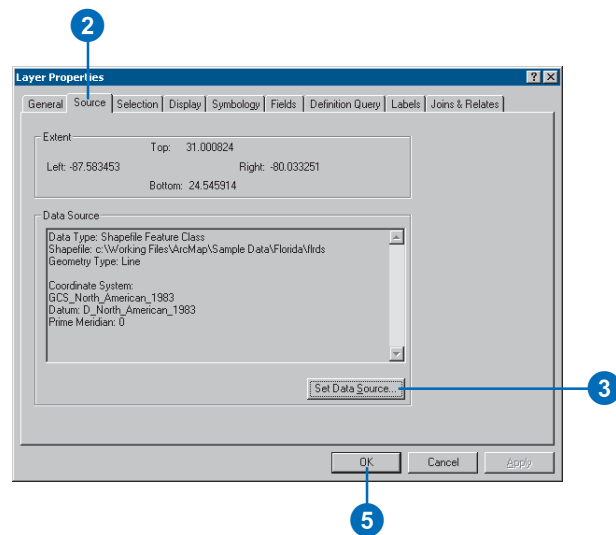 2
Layer Properties
General Source Selection Display Symbology Fields Definition Query Labels Joins & Relates
Extent
Top: 31.000824
Left: -87.583453 Right: -80.033251
Bottom: 24.545914
Data Source
Data Type: Shapefile Feature Class
Shapefile: c:\Working Files\ArcMap\Sample Data\Florida\flrds
Geometry Type: Line
Coordinate System:
GCS_North_American_1983
Datum: D_North_American_1983
Prime Meridian: 0
Set Data Source...
3
OK Cancel Apply
5